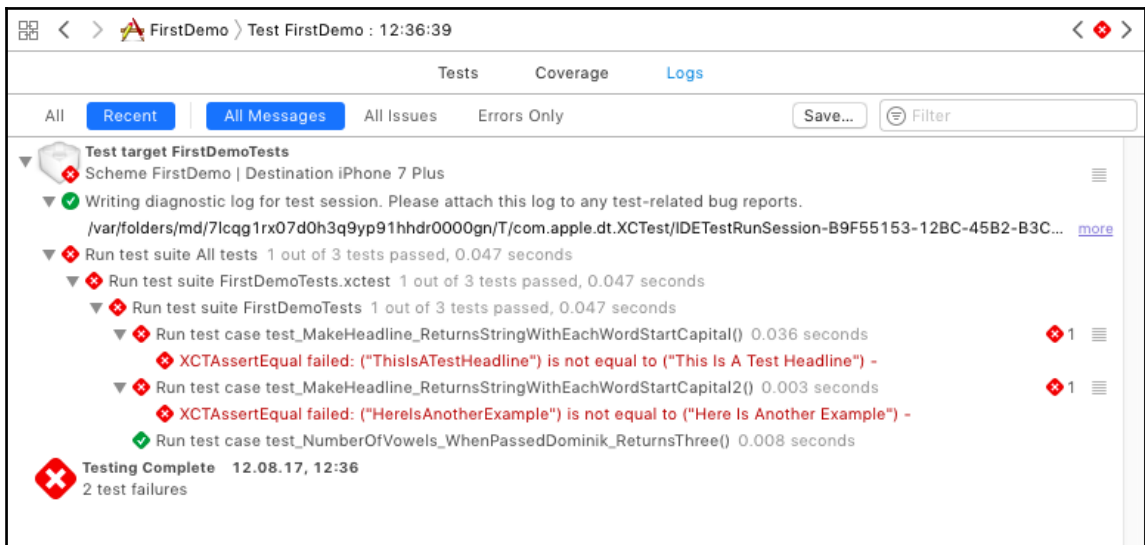 FirstDemo 〉 Test FirstDemo : 12:36:39
Tests Coverage Logs
All Recent All Messages All Issues Errors Only Save... Filter
Test target FirstDemoTests
Scheme FirstDemo | Destination iPhone 7 Plus
Writing diagnostic log for test session. Please attach this log to any test-related bug reports.
/var/folders/md/7lcqg1rx07d0h3q9yp91hhdr0000gn/T/com.apple.dt.XCTest/IDETestRunSession-B9F55153-12BC-45B2-B3C... more
Run test suite All tests 1 out of 3 tests passed, 0.047 seconds
Run test suite FirstDemoTests.xctest 1 out of 3 tests passed, 0.047 seconds
Run test suite FirstDemoTests 1 out of 3 tests passed, 0.047 seconds
Run test case test_MakeHeadline_ReturnsStringWithEachWordStartCapital() 0.036 seconds 1
XCTAssertEqual failed: ("ThisIsATestHeadline") is not equal to ("This Is A Test Headline") -
Run test case test_MakeHeadline_ReturnsStringWithEachWordStartCapital2() 0.003 seconds 1
XCTAssertEqual failed: ("HereIsAnotherExample") is not equal to ("Here Is Another Example") -
Run test case test_NumberOfVowels_WhenPassedDominik_ReturnsThree() 0.008 seconds
Testing Complete 12.08.17, 12:36
2 test failures